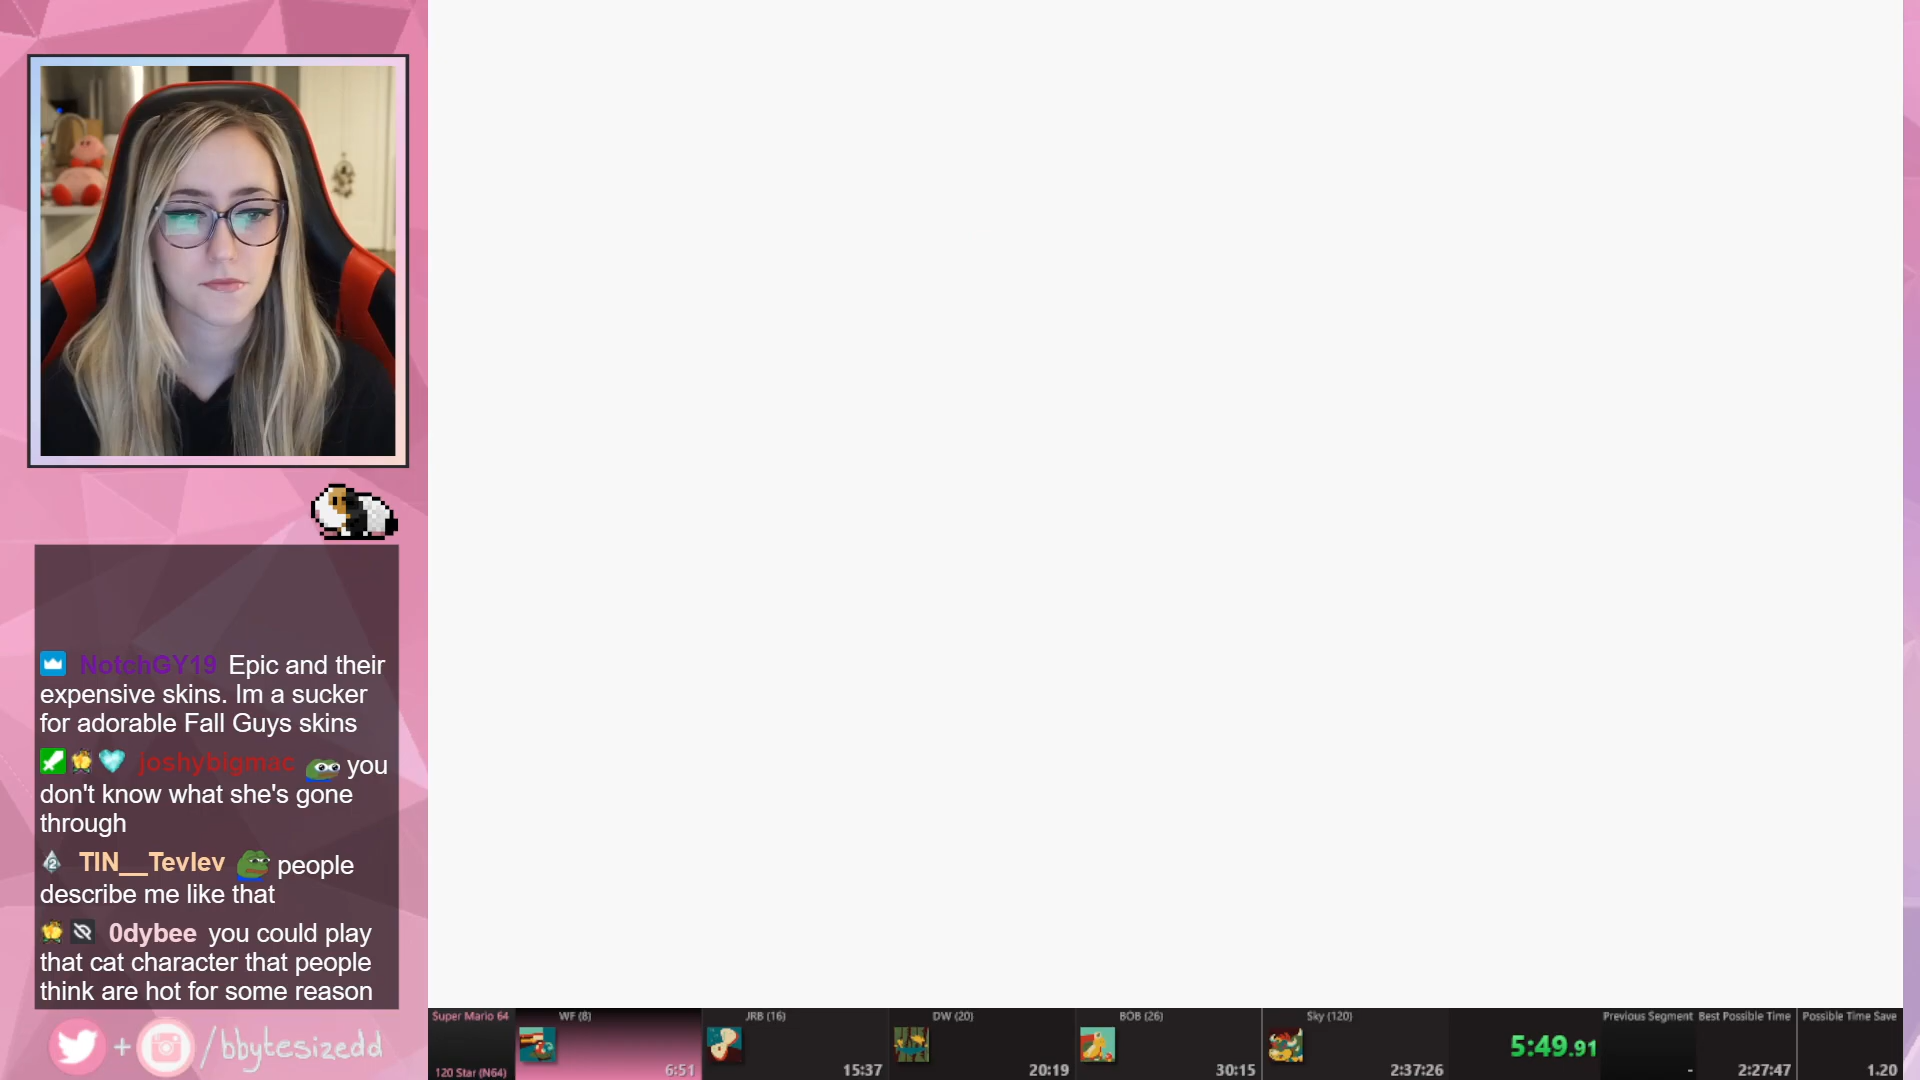 NotchGY19 Epic and their
expensive skins. Im a sucker
for adorable Fall Guys skins
joshybigmac you
don't know what she's gone
through
2 TIN__Tevlev people
describe me like that
0dybee you could play
that cat character that people
think are hot for some reason
+ /bbytesizedd
Super Mario 64
120 Star (N64)
WF (8)
6:51
JRB (16)
15:37
DW (20)
20:19
BOB (26)
30:15
Sky (120)
2:37:26
5:49.91
Previous Segment
-
Best Possible Time
2:27:47
Possible Time Save
1.20